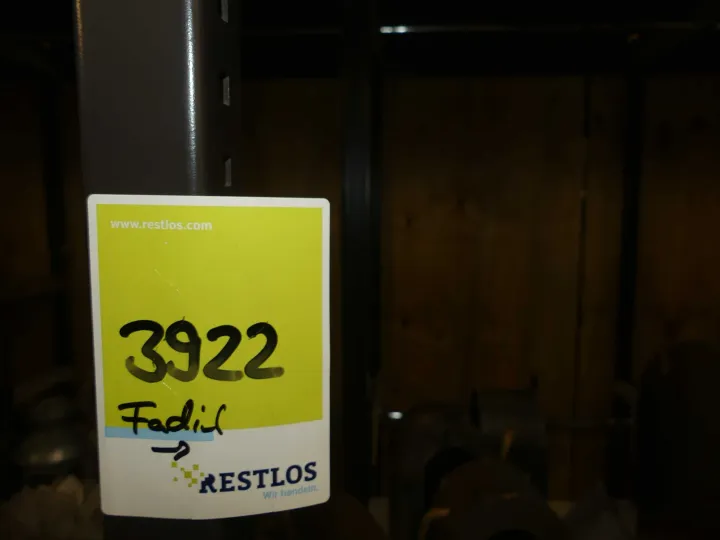 www.restlos.com
3922
Fadil
→
RESTLOS
Wir handeln.